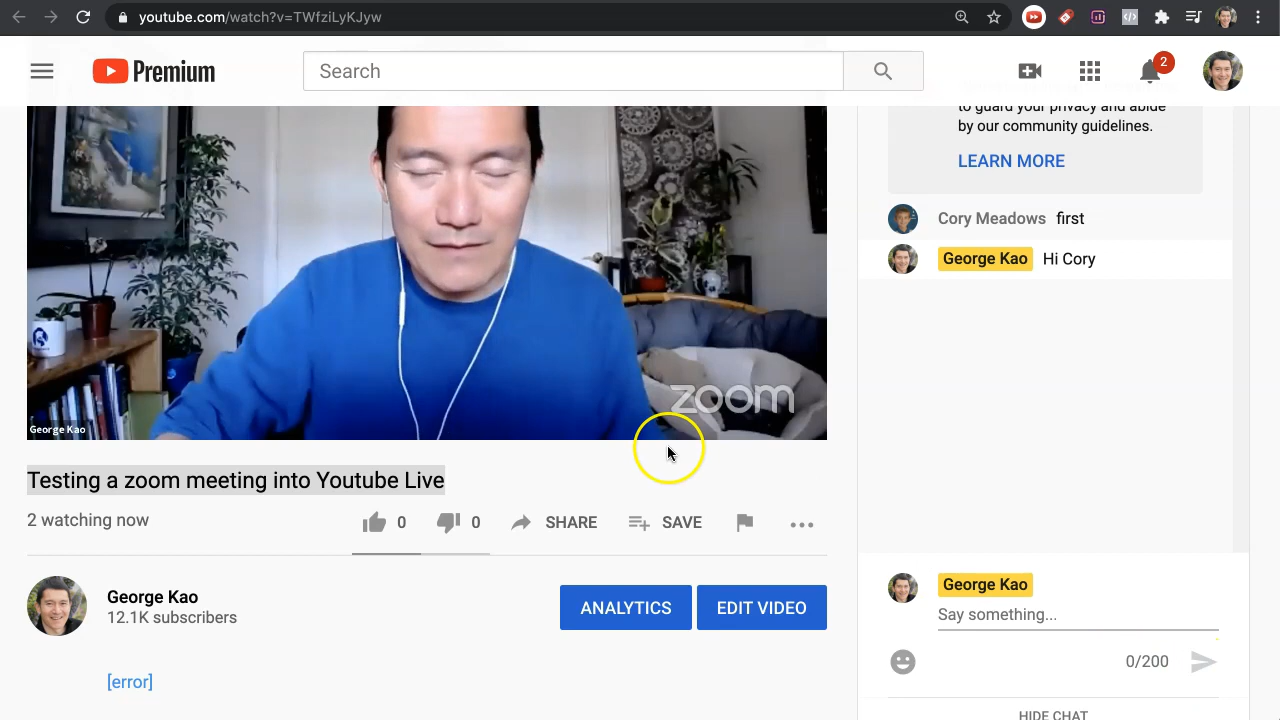 youtube.com/watch?v=TWfziLyKJyw
Premium
Search
2
to guard your privacy and abide
by our community guidelines.
LEARN MORE
Cory Meadows first
George Kao Hi Cory
zoom
George Kao
Testing a zoom meeting into Youtube Live
2 watching now
0
0
SHARE
SAVE
George Kao
12.1K subscribers
ANALYTICS
EDIT VIDEO
[error]
George Kao
Say something...
0/200
HIDE CHAT